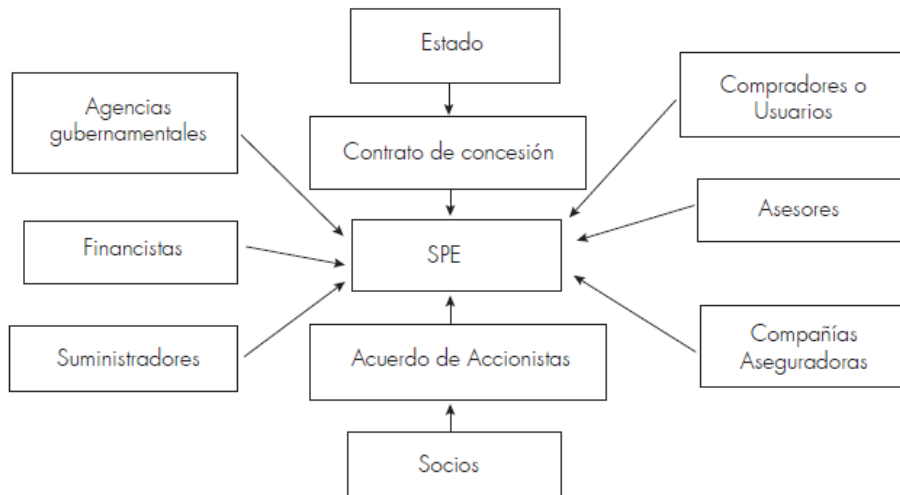 Estado
Agencias
gubernamentales
Compradores o
Usuarios
Contrato de concesión
Asesores
Financistas
SPE
Suministradores
Acuerdo de Accionistas
Compañías
Aseguradoras
Socios